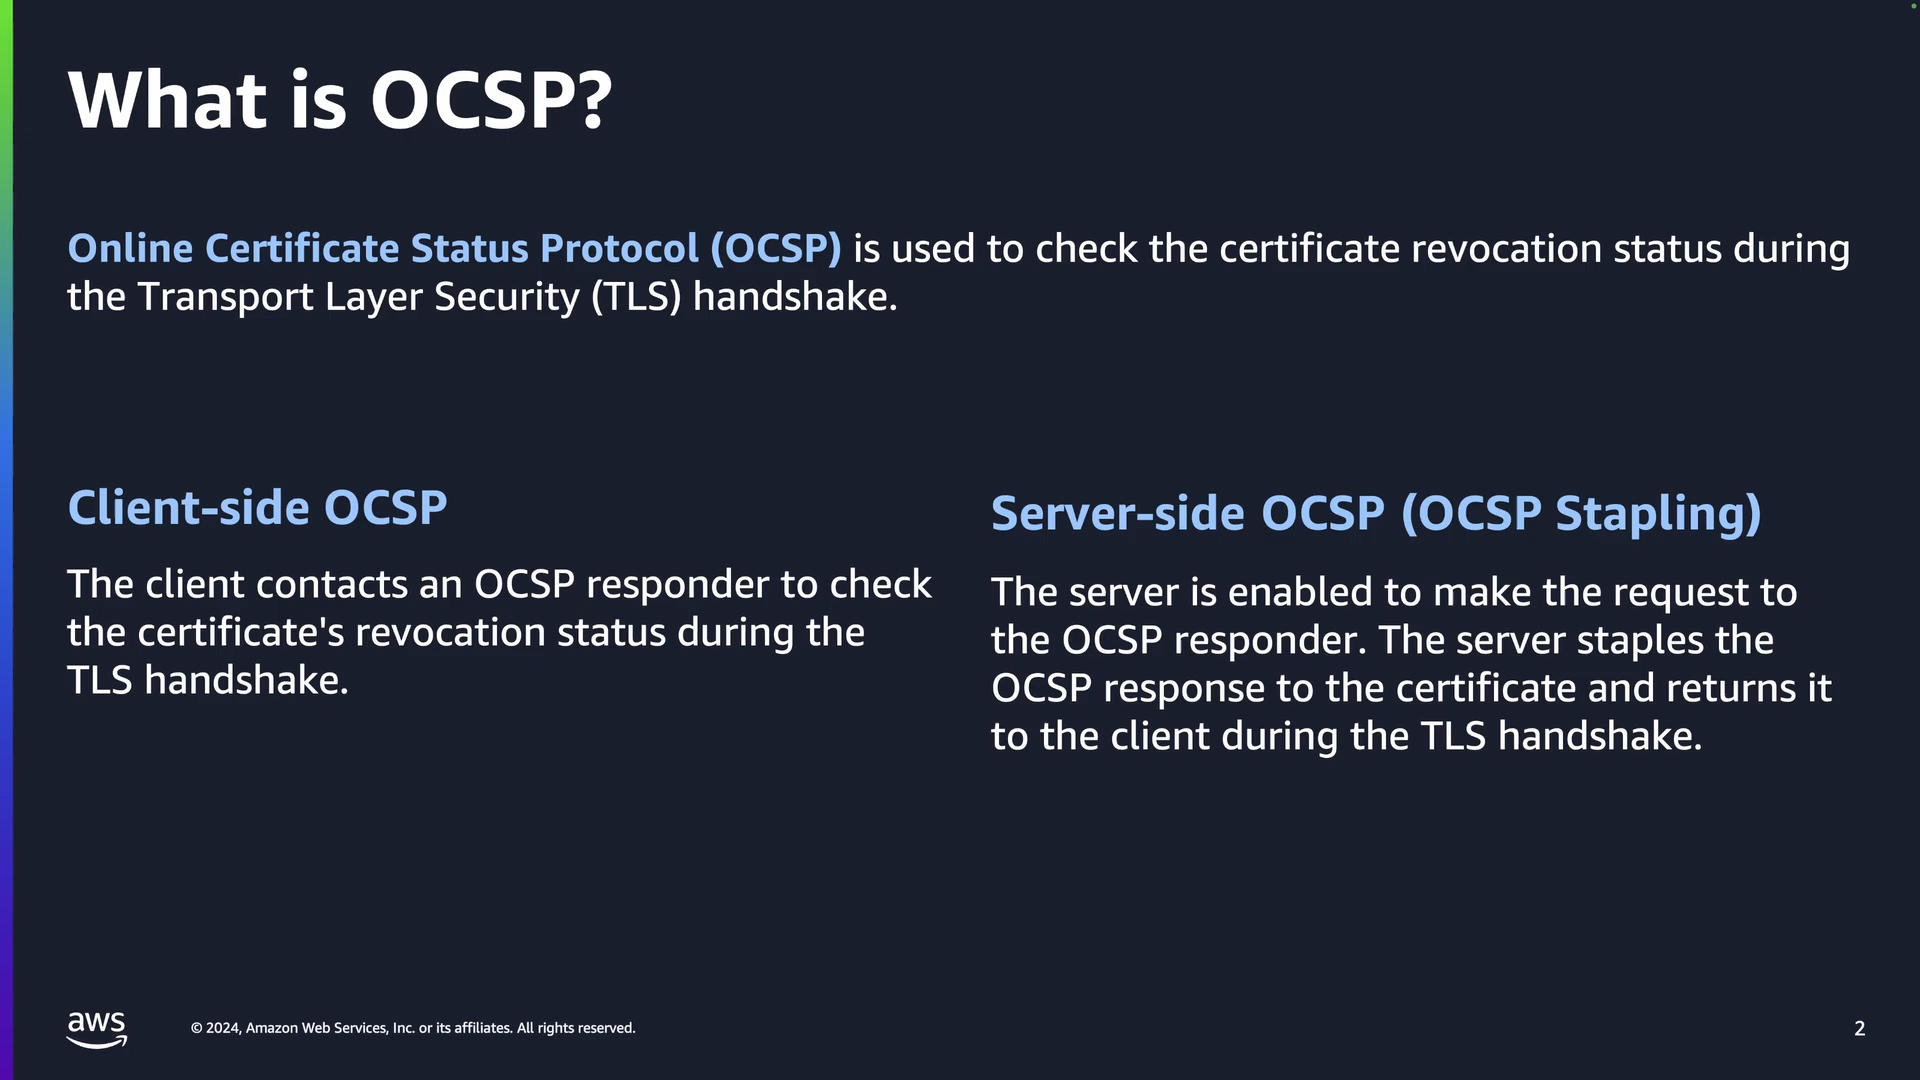 What is OCSP?
Online Certificate Status Protocol (OCSP) is used to check the certificate revocation status during
the Transport Layer Security (TLS) handshake.
Client-side OCSP
The client contacts an OCSP responder to check
the certificate's revocation status during the
TLS handshake.
Server-side OCSP (OCSP Stapling)
The server is enabled to make the request to
the OCSP responder. The server staples the
OCSP response to the certificate and returns it
to the client during the TLS handshake.
aws
© 2024, Amazon Web Services, Inc. or its affiliates. All rights reserved.
2